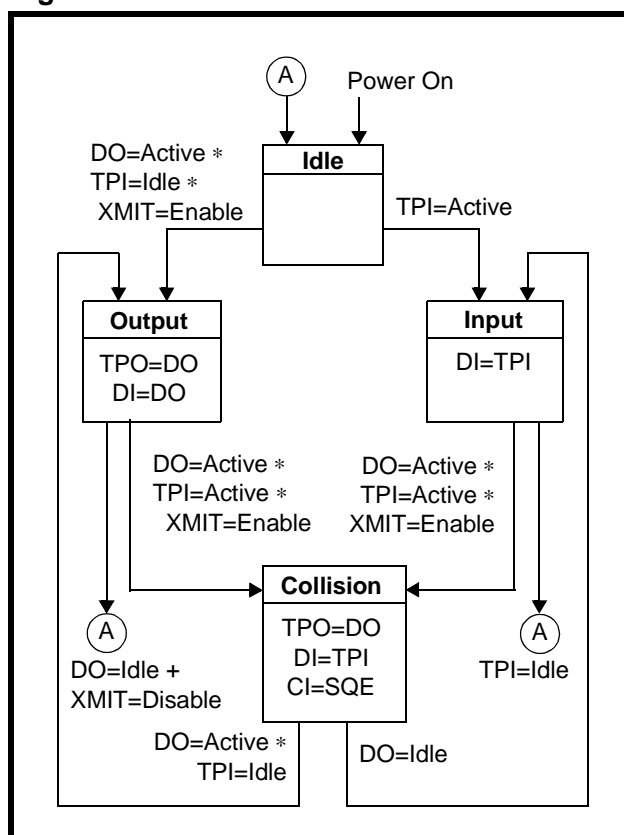 A
Power On
DO=Active *
TPI=Idle *
XMIT=Enable
Idle
TPI=Active
Output
TPO=DO
DI=DO
Input
DI=TPI
DO=Active *
TPI=Active *
XMIT=Enable
DO=Active *
TPI=Active *
XMIT=Enable
A
DO=Idle +
XMIT=Disable
Collision
TPO=DO
DI=TPI
CI=SQE
A
TPI=Idle
DO=Active *
TPI=Idle
DO=Idle